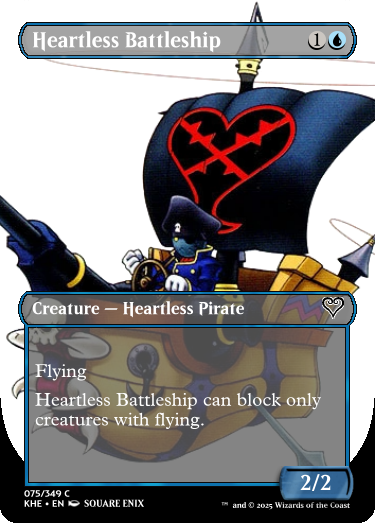 Heartless Battleship 1
Creature — Heartless Pirate
Flying
Heartless Battleship can block only
creatures with flying.
2/2
075/349 C
KHE • EN SQUARE ENIX
™ and © 2025 Wizards of the Coast